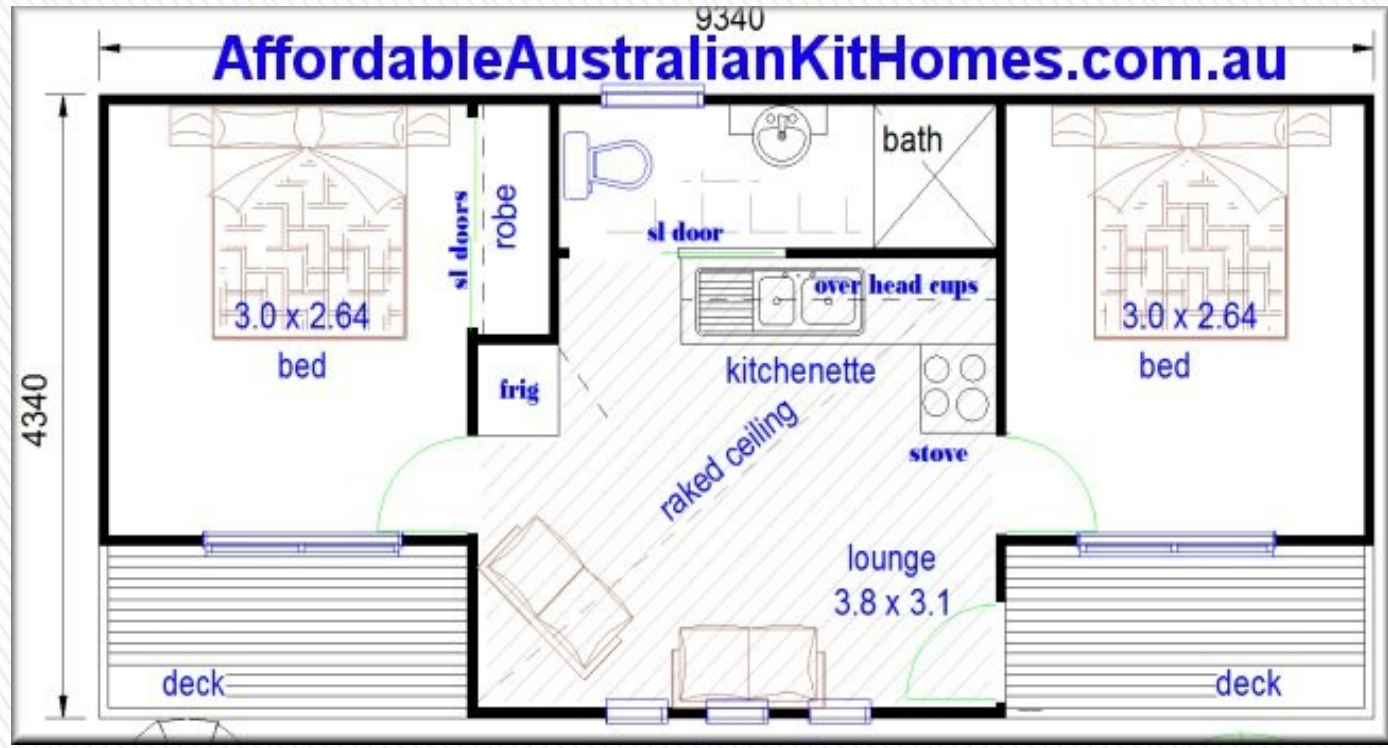 9340
AffordableAustralianKitHomes.com.au
bath
sl doors
robe
sl door
over head cups
3.0 x 2.64
bed
3.0 x 2.64
bed
kitchenette
frig
4340
raked ceiling
stove
lounge
3.8 x 3.1
deck
deck